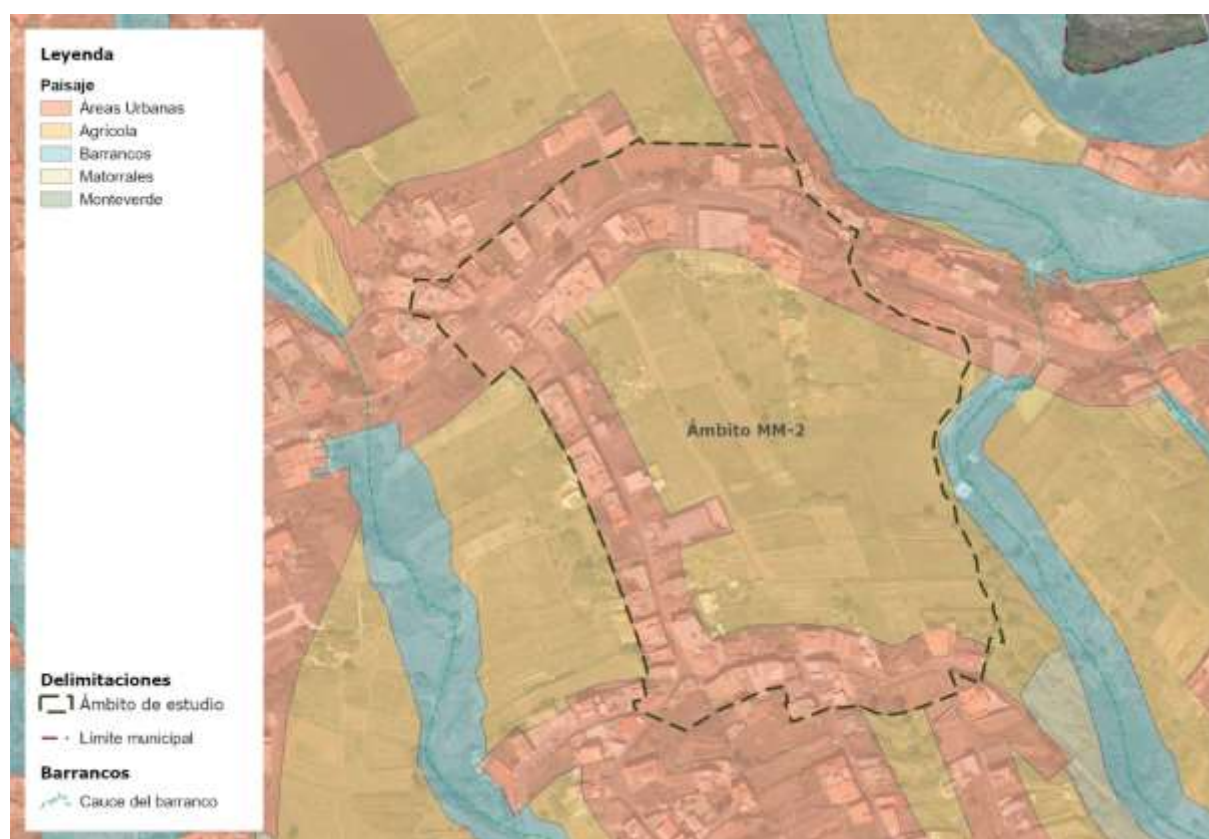 Leyenda
Paisaje
Áreas Urbanas
Agrícola
Barrancos
Matorrales
Monteverde
Ámbito MM-2
Delimitaciones
Ámbito de estudio
Límite municipal
Barrancos
Cauce del barranco